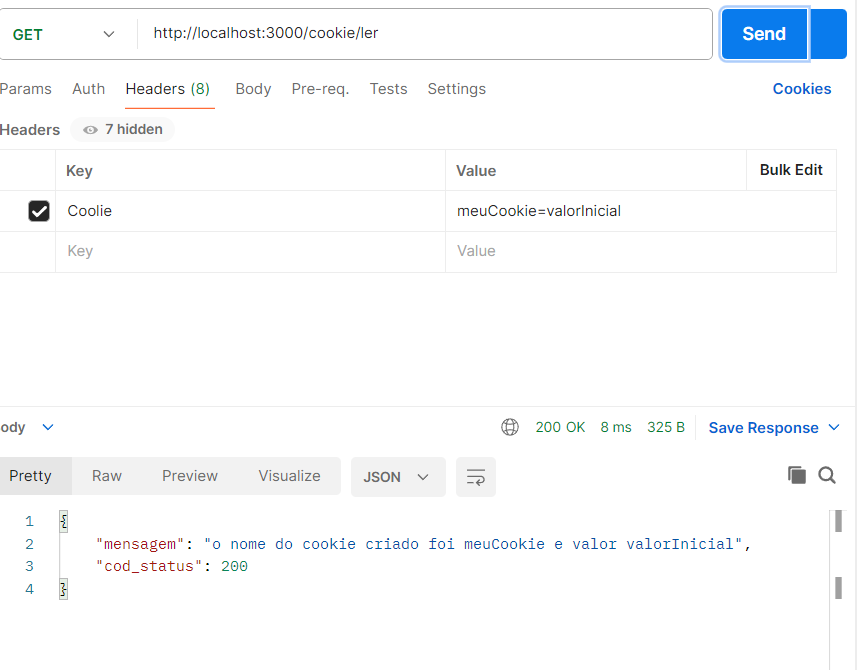 GET http://localhost:3000/cookie/ler Send
Params Auth Headers (8) Body Pre-req. Tests Settings Cookies
Headers 7 hidden
Key Value Bulk Edit
Coolie meuCookie=valorInicial
Key Value
ody 200 OK 8 ms 325 B Save Response
Pretty Raw Preview Visualize JSON
1 {
2 "mensagem": "o nome do cookie criado foi meuCookie e valor valorInicial",
3 "cod_status": 200
4 }